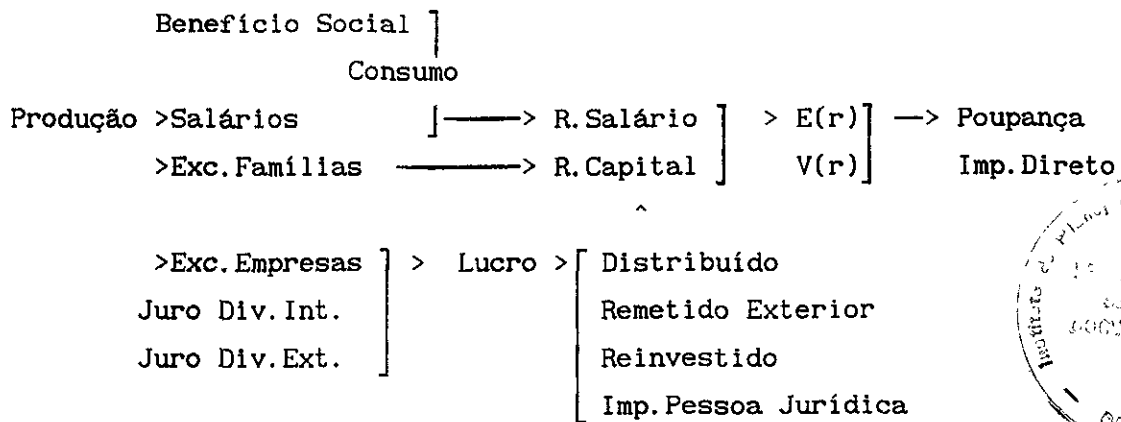 Benefício Social ]
Consumo
Produção >Salários ]———> R.Salário ] > E(r)] —> Poupança
>Exc.Famílias ————> R.Capital ] V(r)] Imp.Direto
^
>Exc.Empresas ] > Lucro >[ Distribuído
Juro Div.Int. Remetido Exterior
Juro Div.Ext. ] Reinvestido
[ Imp.Pessoa Jurídica